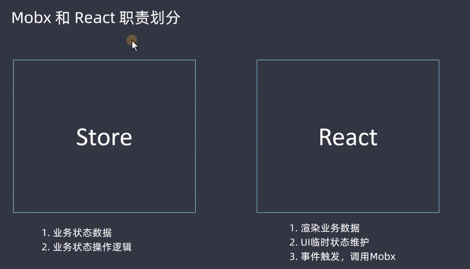 Mobx 和 React 职责划分
Store
React
1. 业务状态数据
2. 业务状态操作逻辑
1. 渲染业务数据
2. UI临时状态维护
3. 事件触发，调用Mobx